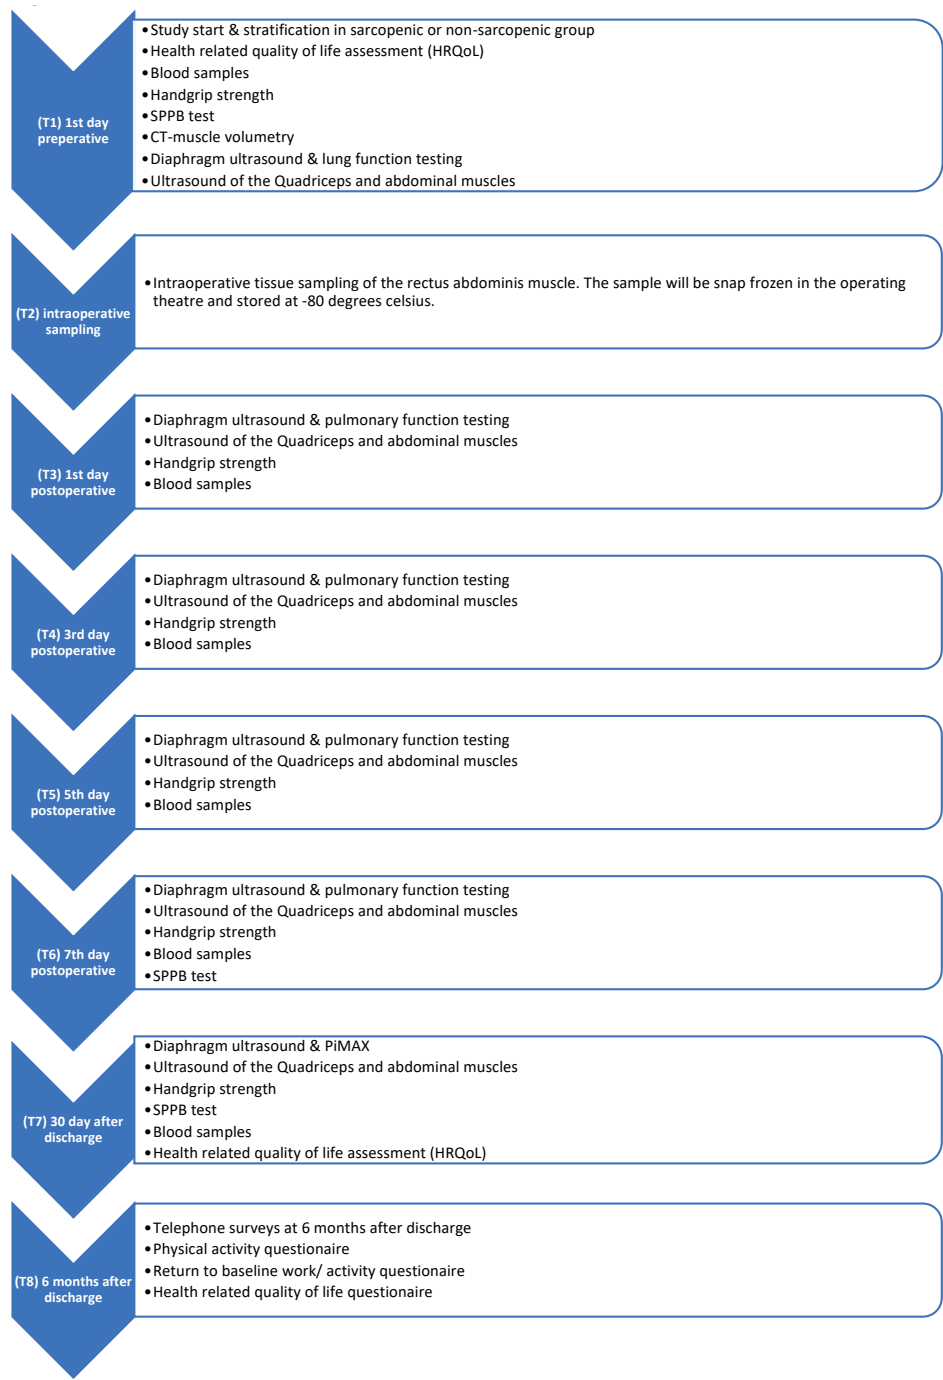 (T1) 1st day
preperative
•Study start & stratification in sarcopenic or non-sarcopenic group
•Health related quality of life assessment (HRQoL)
•Blood samples
•Handgrip strength
•SPPB test
•CT-muscle volumetry
•Diaphragm ultrasound & lung function testing
•Ultrasound of the Quadriceps and abdominal muscles
(T2) intraoperative
sampling
•Intraoperative tissue sampling of the rectus abdominis muscle. The sample will be snap frozen in the operating
theatre and stored at -80 degrees celsius.
(T3) 1st day
postoperative
•Diaphragm ultrasound & pulmonary function testing
•Ultrasound of the Quadriceps and abdominal muscles
•Handgrip strength
•Blood samples
(T4) 3rd day
postoperative
•Diaphragm ultrasound & pulmonary function testing
•Ultrasound of the Quadriceps and abdominal muscles
•Handgrip strength
•Blood samples
(T5) 5th day
postoperative
•Diaphragm ultrasound & pulmonary function testing
•Ultrasound of the Quadriceps and abdominal muscles
•Handgrip strength
•Blood samples
(T6) 7th day
postoperative
•Diaphragm ultrasound & pulmonary function testing
•Ultrasound of the Quadriceps and abdominal muscles
•Handgrip strength
•Blood samples
•SPPB test
(T7) 30 day after
discharge
•Diaphragm ultrasound & PiMAX
•Ultrasound of the Quadriceps and abdominal muscles
•Handgrip strength
•SPPB test
•Blood samples
•Health related quality of life assessment (HRQoL)
(T8) 6 months after
discharge
•Telephone surveys at 6 months after discharge
•Physical activity questionaire
•Return to baseline work/ activity questionaire
•Health related quality of life questionaire